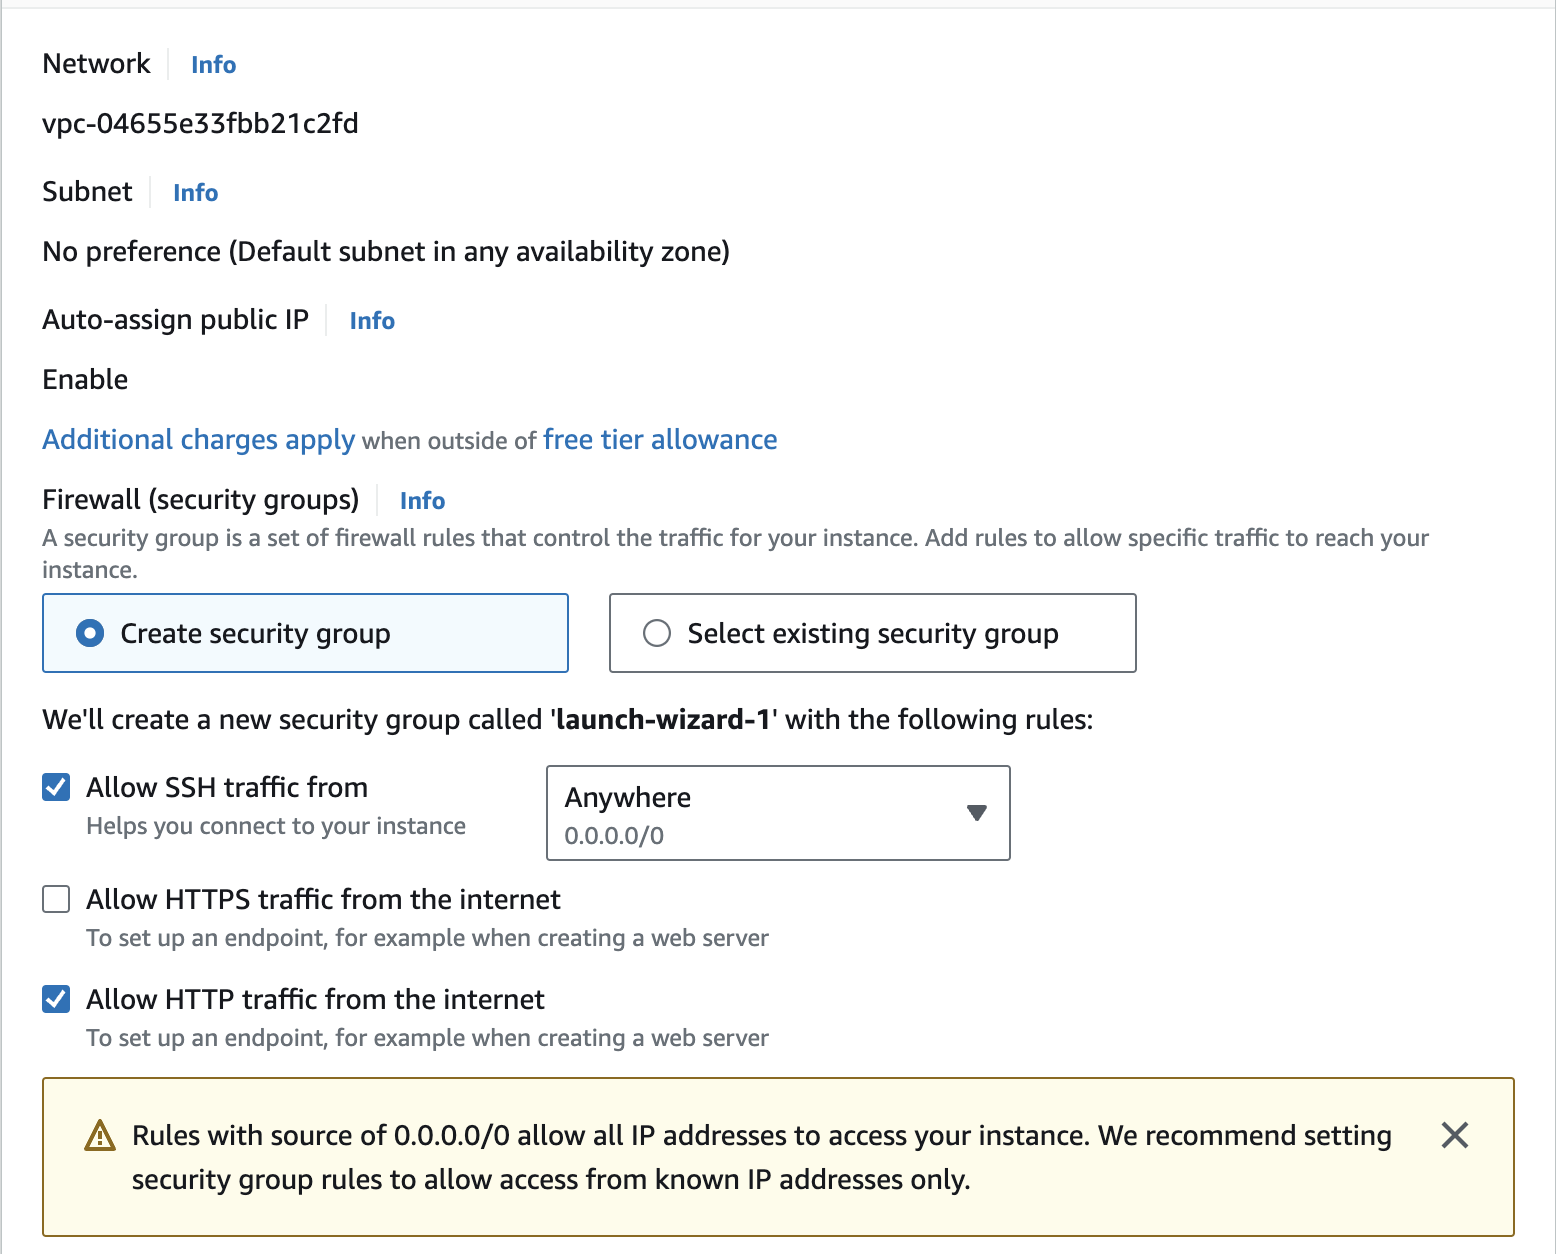 Network Info
vpc-04655e33fbb21c2fd
Subnet Info
No preference (Default subnet in any availability zone)
Auto-assign public IP Info
Enable
Additional charges apply when outside of free tier allowance
Firewall (security groups) Info
A security group is a set of firewall rules that control the traffic for your instance. Add rules to allow specific traffic to reach your
instance.
Create security group Select existing security group
We'll create a new security group called 'launch-wizard-1' with the following rules:
Allow SSH traffic from
Helps you connect to your instance
Anywhere
0.0.0.0/0
Allow HTTPS traffic from the internet
To set up an endpoint, for example when creating a web server
Allow HTTP traffic from the internet
To set up an endpoint, for example when creating a web server
Rules with source of 0.0.0.0/0 allow all IP addresses to access your instance. We recommend setting
security group rules to allow access from known IP addresses only.